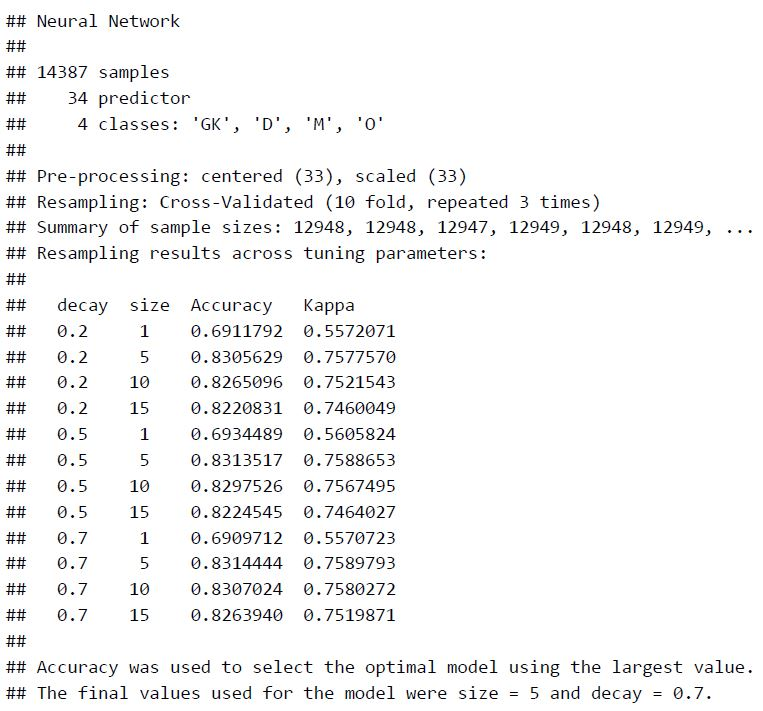 ## Neural Network
##
## 14387 samples
##    34 predictor
##     4 classes: 'GK', 'D', 'M', 'O'
##
## Pre-processing: centered (33), scaled (33)
## Resampling: Cross-Validated (10 fold, repeated 3 times)
## Summary of sample sizes: 12948, 12948, 12947, 12949, 12948, 12949, ...
## Resampling results across tuning parameters:
##
##   decay  size  Accuracy   Kappa
##   0.2     1    0.6911792  0.5572071
##   0.2     5    0.8305629  0.7577570
##   0.2    10    0.8265096  0.7521543
##   0.2    15    0.8220831  0.7460049
##   0.5     1    0.6934489  0.5605824
##   0.5     5    0.8313517  0.7588653
##   0.5    10    0.8297526  0.7567495
##   0.5    15    0.8224545  0.7464027
##   0.7     1    0.6909712  0.5570723
##   0.7     5    0.8314444  0.7589793
##   0.7    10    0.8307024  0.7580272
##   0.7    15    0.8263940  0.7519871
##
## Accuracy was used to select the optimal model using the largest value.
## The final values used for the model were size = 5 and decay = 0.7.